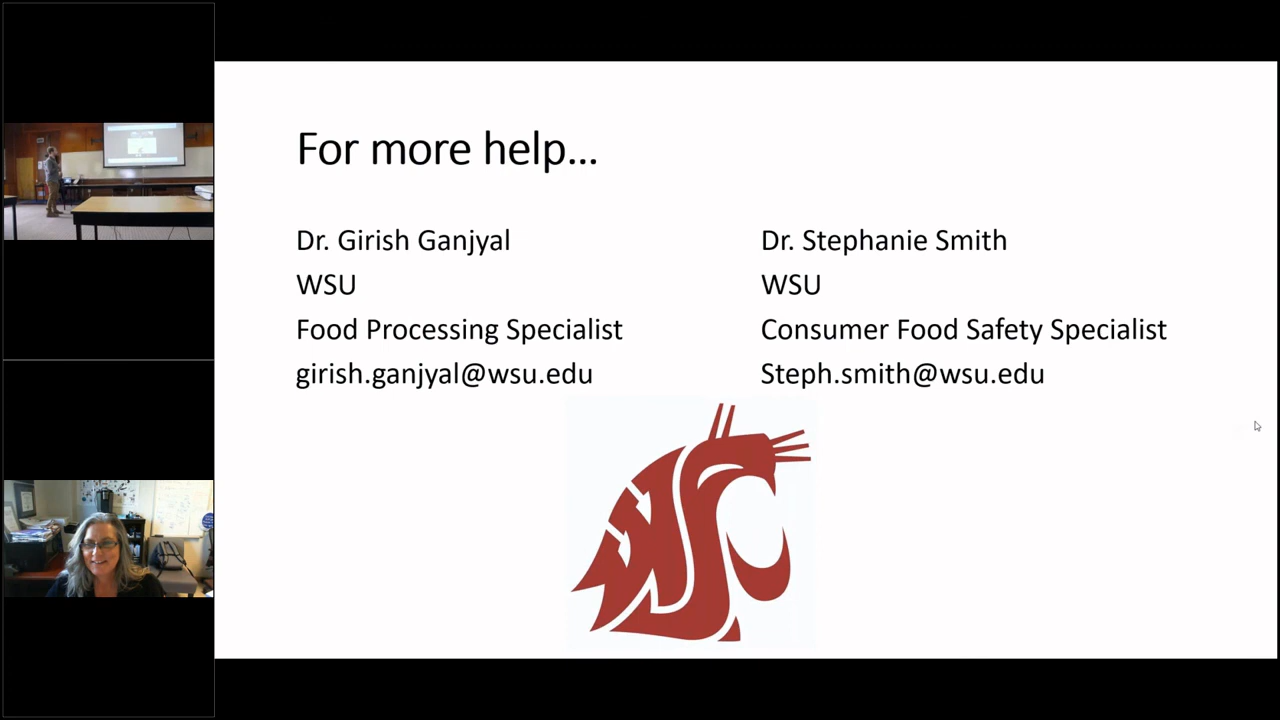 For more help...
Dr. Girish Ganjyal
WSU
Food Processing Specialist
girish.ganjyal@wsu.edu
Dr. Stephanie Smith
WSU
Consumer Food Safety Specialist
Steph.smith@wsu.edu